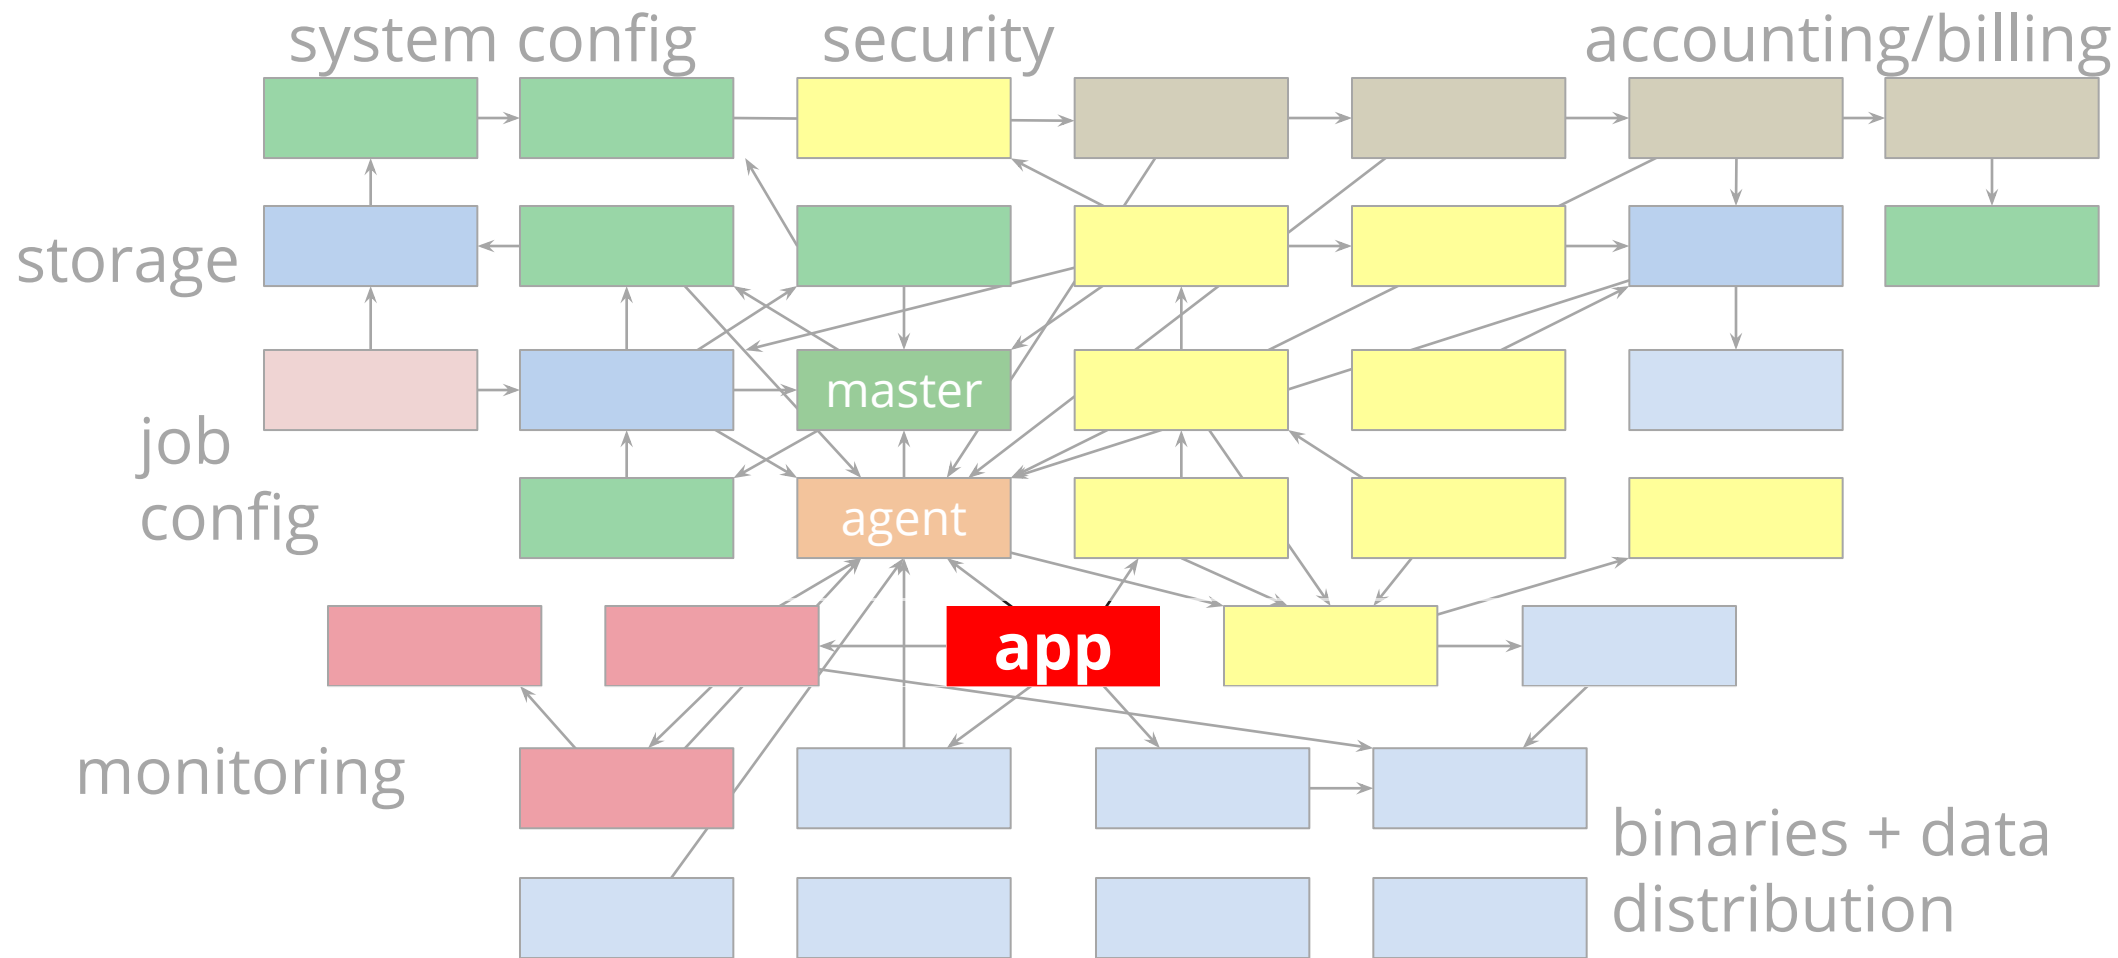 system config
security
accounting/billing
storage
master
job
config
agent
app
monitoring
binaries + data
distribution